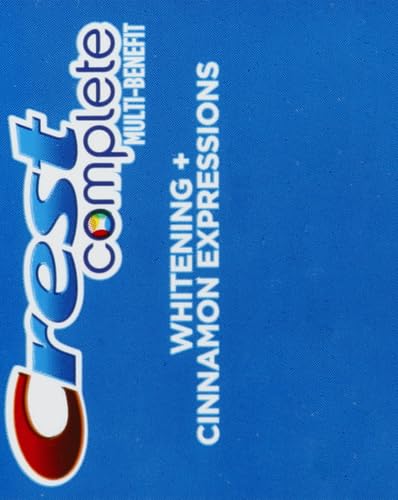 Crest
complete
MULTI-BENEFIT
WHITENING +
CINNAMON EXPRESSIONS